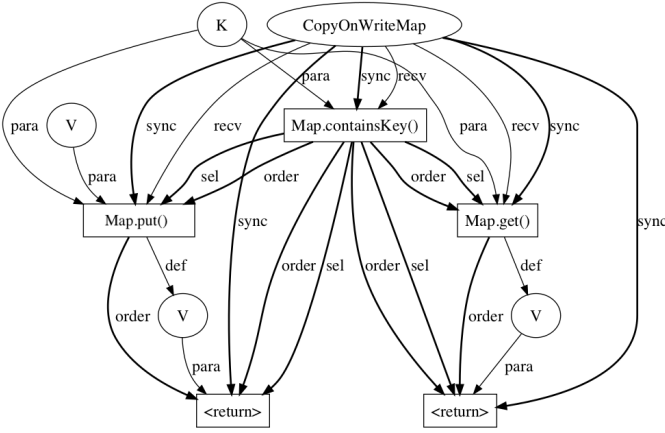 K
CopyOnWriteMap
para
sync
recv
V
para
sync
recv
Map.containsKey()
para
recv
sync
para
sel
order
order
sel
Map.put()
sync
Map.get()
sync
def
order
sel
order
sel
def
order
V
order
V
para
para
<return>
<return>